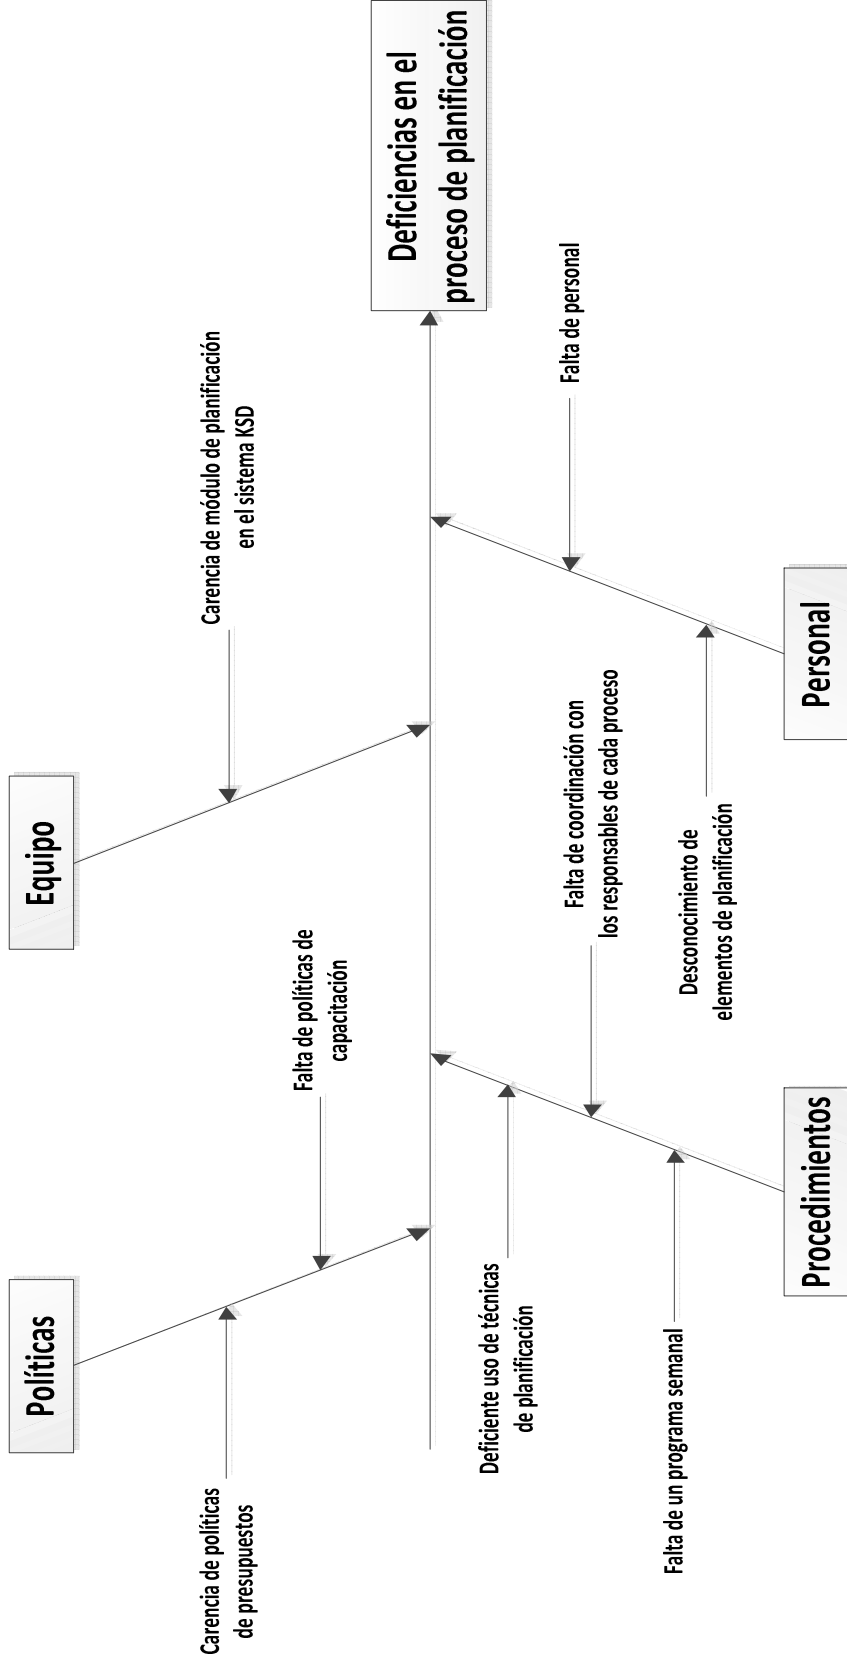 Políticas
Equipo
Carencia de políticas
de presupuestos
Falta de políticas de
capacitación
Carencia de módulo de planificación
en el sistema KSD
Deficiencias en el
proceso de planificación
Deficiente uso de técnicas
de planificación
Falta de coordinación con
los responsables de cada proceso
Falta de un programa semanal
Falta de personal
Desconocimiento de
elementos de planificación
Procedimientos
Personal